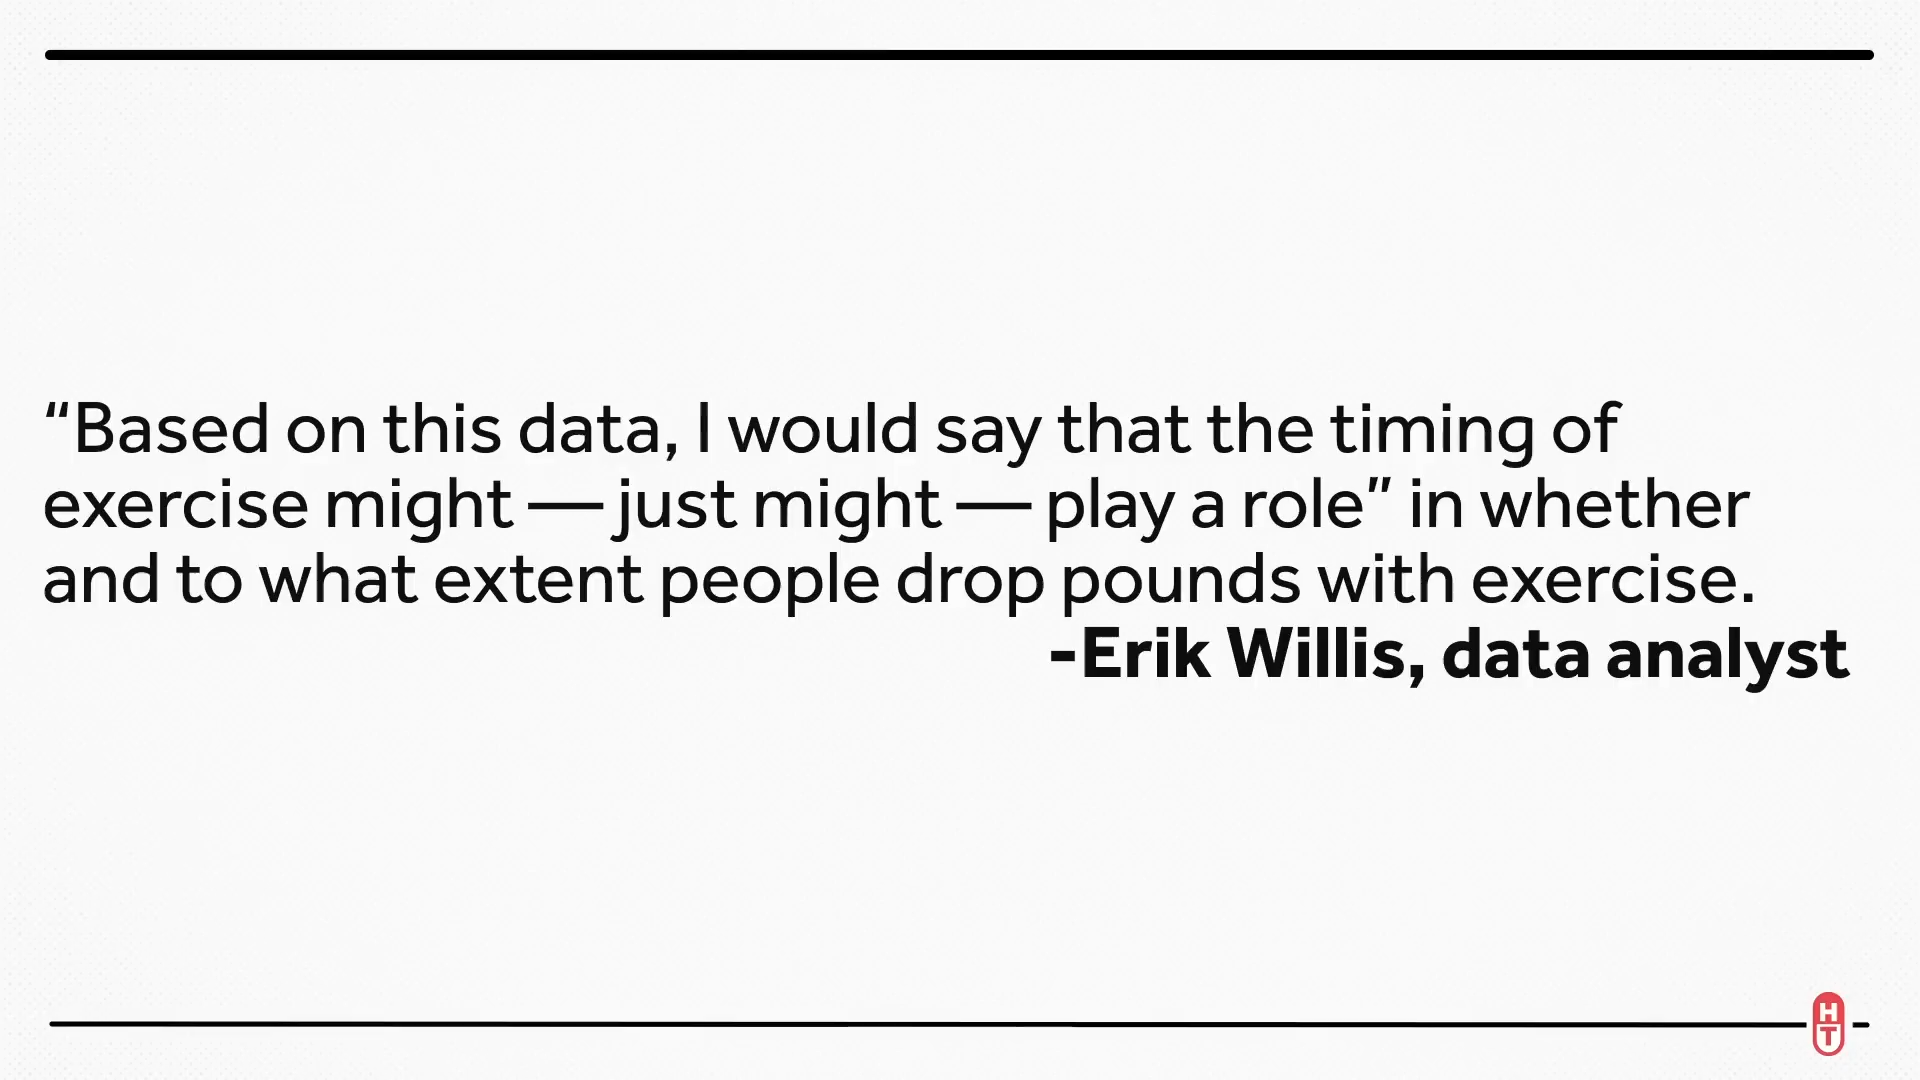 “Based on this data, I would say that the timing of
exercise might — just might — play a role” in whether
and to what extent people drop pounds with exercise.
-Erik Willis, data analyst
H
T